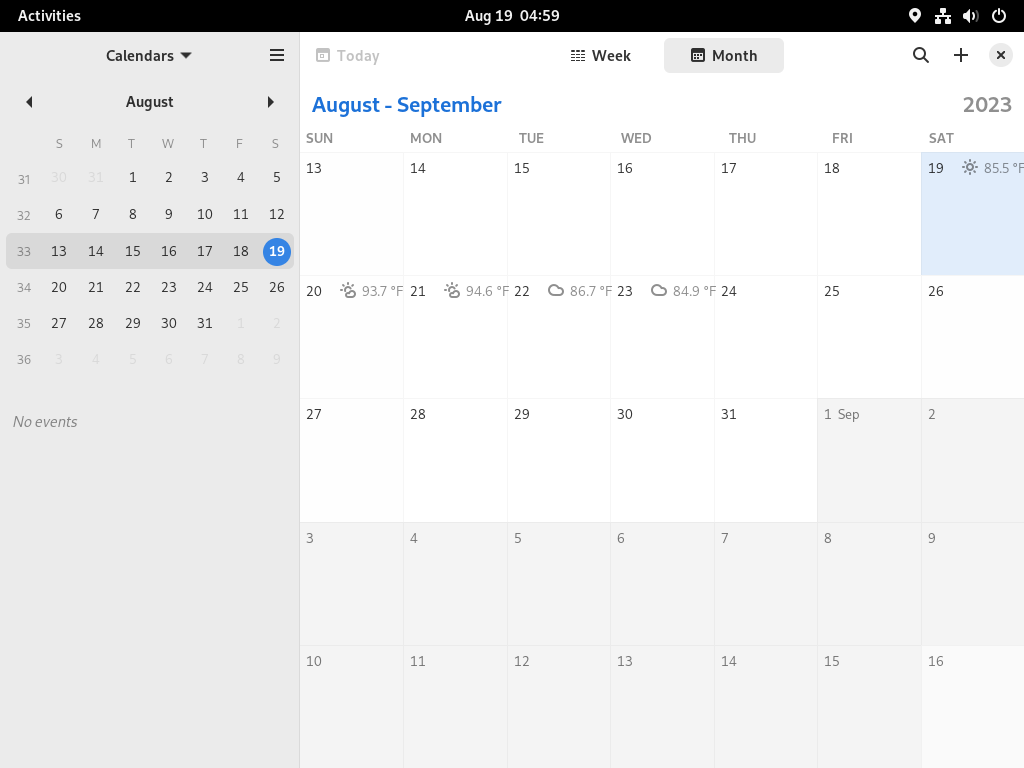 Activities Aug 19 04:59
Calendars Today Week Month
August
August - September 2023
SUN MON TUE WED THU FRI SAT
S M T W T F S
31 30 31 1 2 3 4 5
32 6 7 8 9 10 11 12
33 13 14 15 16 17 18 19
34 20 21 22 23 24 25 26
35 27 28 29 30 31 1 2
36 3 4 5 6 7 8 9
No events
13 14 15 16 17 18 19 85.5 °F
20 93.7 °F 21 94.6 °F 22 86.7 °F 23 84.9 °F 24 25 26
27 28 29 30 31 1 Sep 2
3 4 5 6 7 8 9
10 11 12 13 14 15 16